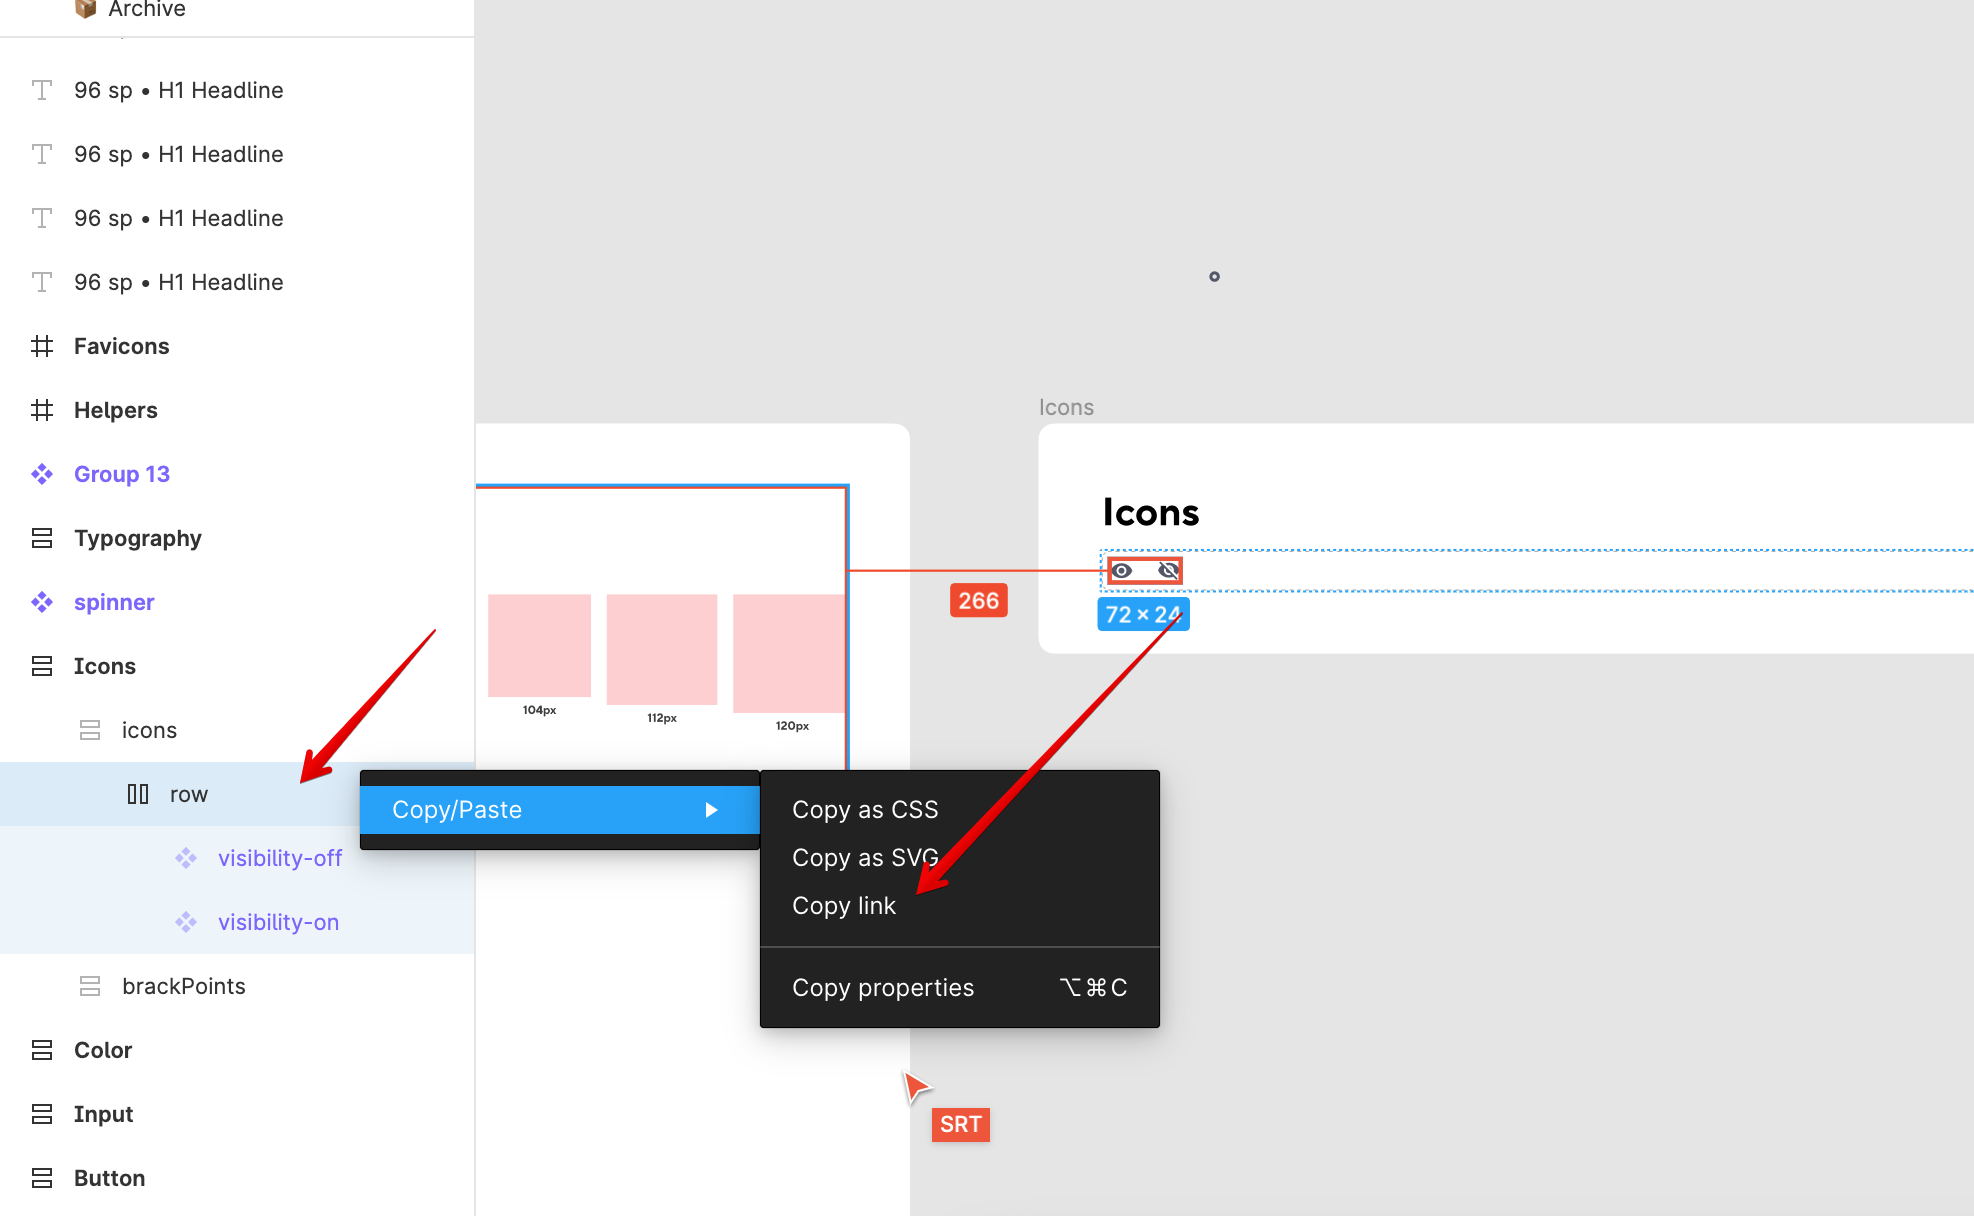 Archive
96 sp • H1 Headline
96 sp • H1 Headline
96 sp • H1 Headline
96 sp • H1 Headline
Favicons
Helpers
Group 13
Typography
spinner
Icons
icons
row
visibility-off
visibility-on
brackPoints
Color
Input
Button
104px
112px
120px
266
Icons
Icons
72 × 24
Copy/Paste
Copy as CSS
Copy as SVG
Copy link
Copy properties ⌥⌘C
SRT